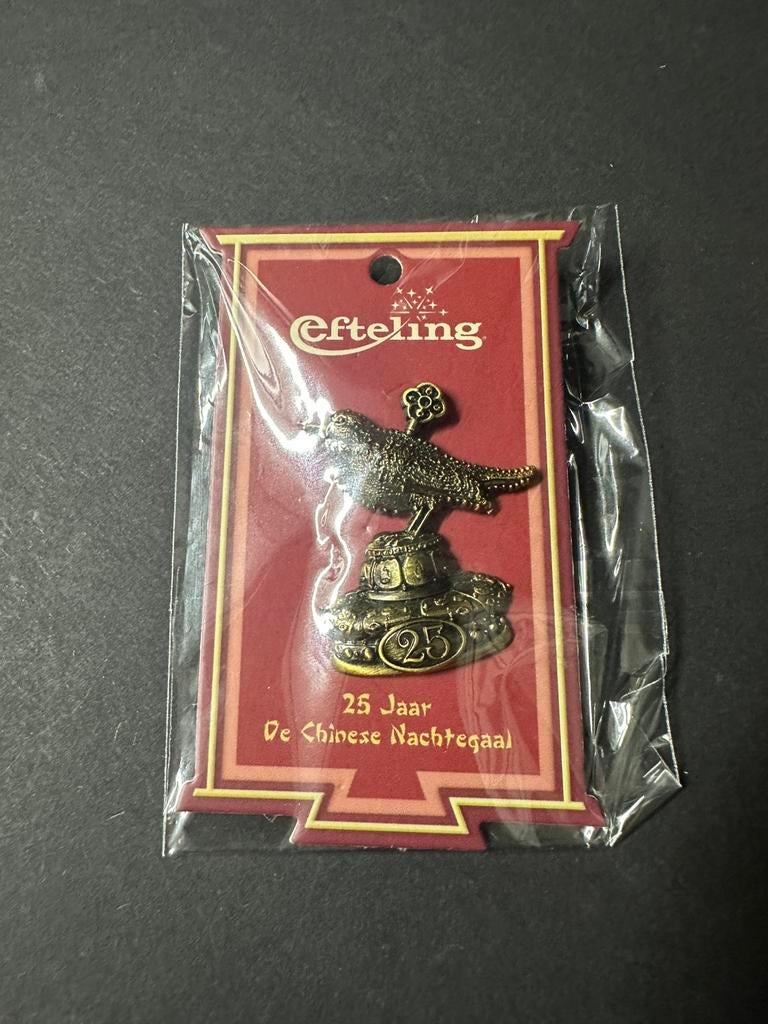 efteling®
25
25 Jaar
De Chinese Nachtegaal